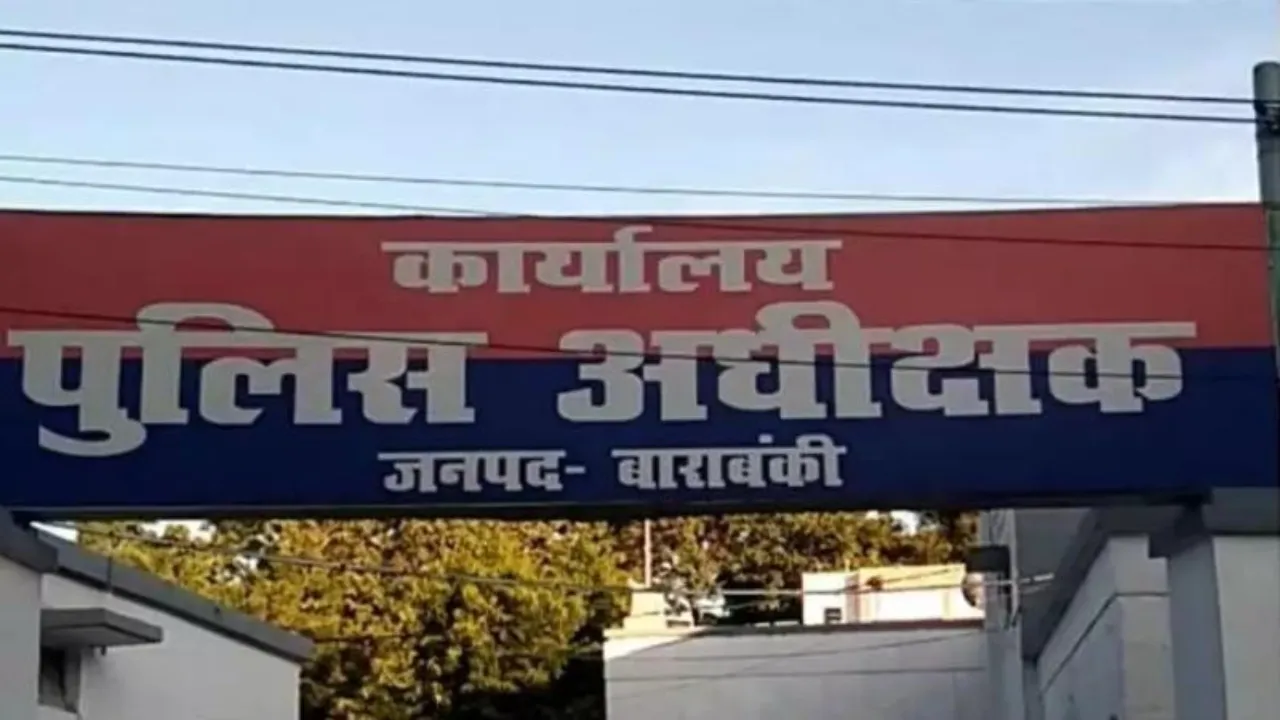 कार्यालय
पुलिस अधीक्षक
जनपद- बाराबंकी